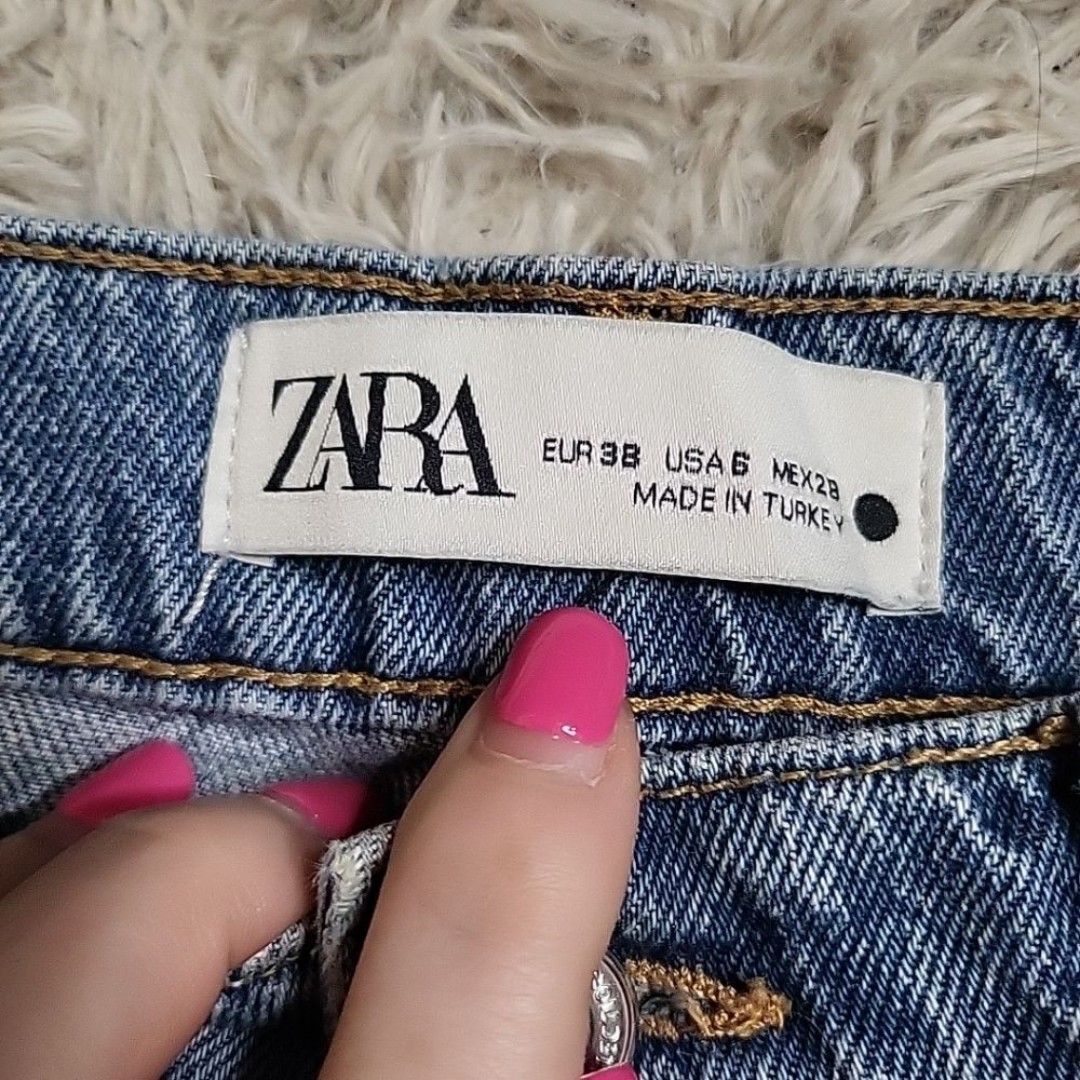 ZARA
EUR 38 USA 6 MEX 28
MADE IN TURKEY